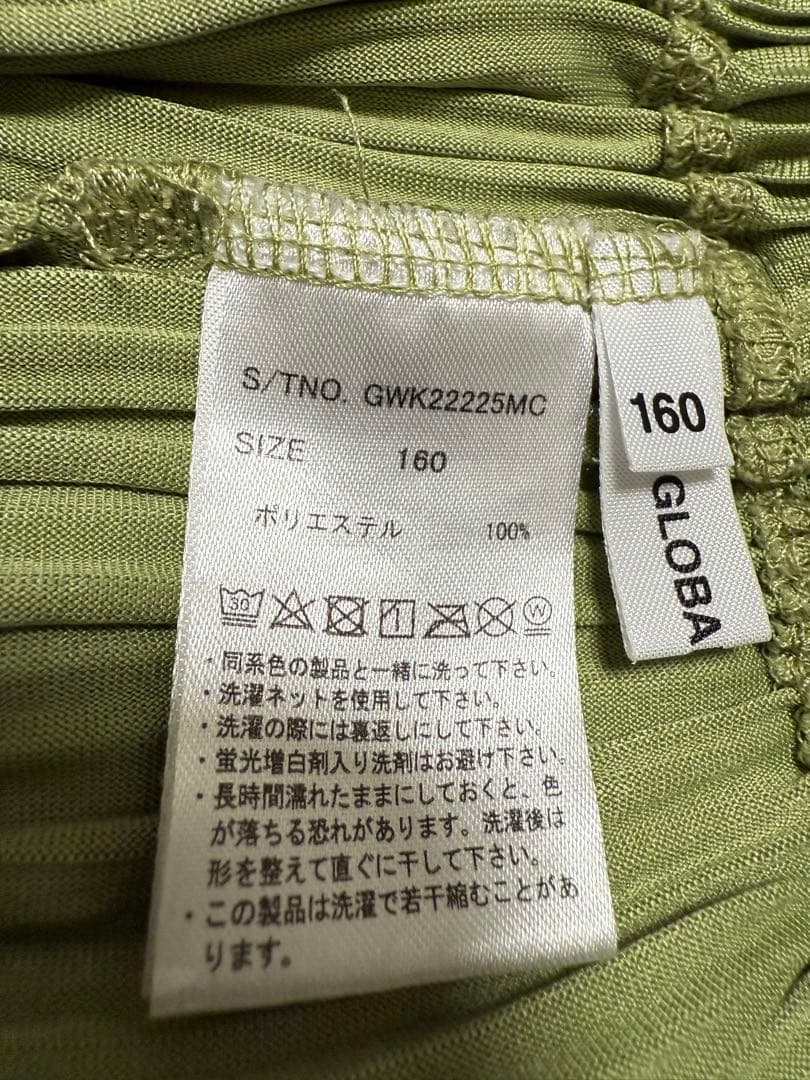 S/TNO. GWK22225MC
SIZE 160
ポリエステル 100%
30
W
・同系色の製品と一緒に洗って下さい。
・洗濯ネットを使用して下さい。
・洗濯の際には裏返しにして下さい。
・蛍光増白剤入り洗剤はお避け下さい。
・長時間濡れたままにしておくと、色
が落ちる恐れがあります。洗濯後は
形を整えて直ぐに干して下さい。
・この製品は洗濯で若干縮むことがあ
ります。
160
GLOBA